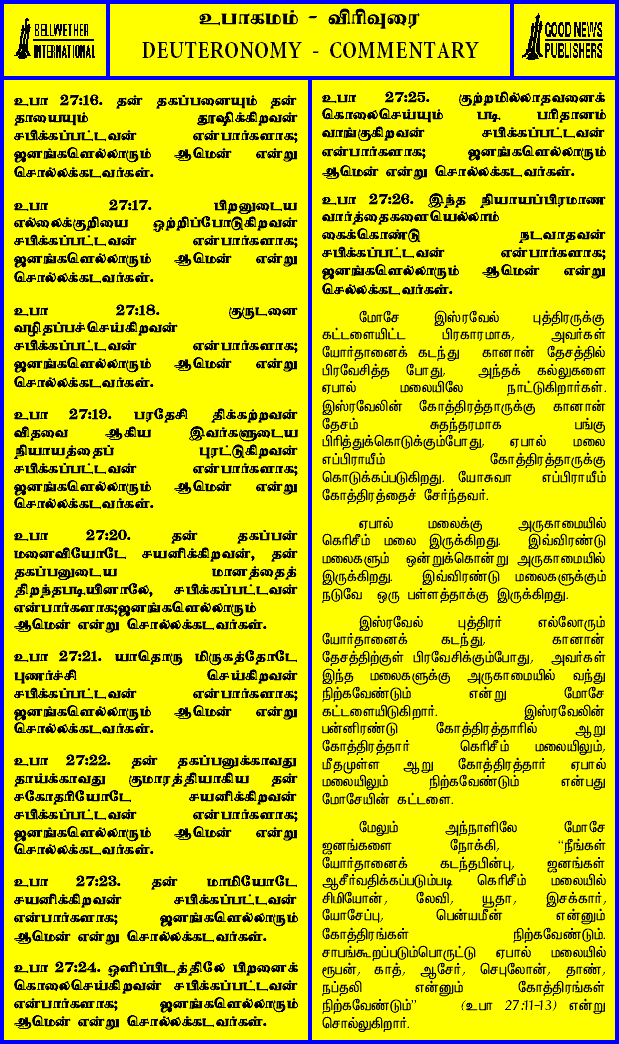 BELLWETHER
INTERNATIONAL
உபாகமம் - விரிவுரை
DEUTERONOMY - COMMENTARY
GOOD NEWS
PUBLISHERS
உபா 27:16. தன் தகப்பனையும் தன்
தாயையும் தூஷிக்கிறவன்
சபிக்கப்பட்டவன் என்பார்களாக;
ஜனங்களெல்லாரும் ஆமென் என்று
சொல்லக்கடவர்கள்.
உபா 27:17. பிறனுடைய
எல்லைக்குறியை ஒற்றிப்போடுகிறவன்
சபிக்கப்பட்டவன் என்பார்களாக;
ஜனங்களெல்லாரும் ஆமென் என்று
சொல்லக்கடவர்கள்.
உபா 27:18. குருடனை
வழிதப்பச்செய்கிறவன்
சபிக்கப்பட்டவன் என்பார்களாக;
ஜனங்களெல்லாரும் ஆமென் என்று
சொல்லக்கடவர்கள்.
உபா 27:19. பரதேசி திக்கற்றவன்
விதவை ஆகிய இவர்களுடைய
நியாயத்தைப் புரட்டுகிறவன்
சபிக்கப்பட்டவன் என்பார்களாக;
ஜனங்களெல்லாரும் ஆமென் என்று
சொல்லக்கடவர்கள்.
உபா 27:20. தன் தகப்பன்
மனைவியோடே சயனிக்கிறவன், தன்
தகப்பனுடைய மானத்தைத்
திறந்தபடியினாலே, சபிக்கப்பட்டவன்
என்பார்களாக;ஜனங்களெல்லாரும்
ஆமென் என்று சொல்லக்கடவர்கள்.
உபா 27:21. யாதொரு மிருகத்தோடே
புணர்ச்சி செய்கிறவன்
சபிக்கப்பட்டவன் என்பார்களாக;
ஜனங்களெல்லாரும் ஆமென் என்று
சொல்லக்கடவர்கள்.
உபா 27:22. தன் தகப்பனுக்காவது
தாய்க்காவது குமாரத்தியாகிய தன்
சகோதரியோடே சயனிக்கிறவன்
சபிக்கப்பட்டவன் என்பார்களாக;
ஜனங்களெல்லாரும் ஆமென் என்று
சொல்லக்கடவர்கள்.
உபா 27:23. தன் மாமியோடே
சயனிக்கிறவன் சபிக்கப்பட்டவன்
என்பார்களாக; ஜனங்களெல்லாரும்
ஆமென் என்று சொல்லக்கடவர்கள்.
உபா 27:24. ஒளிப்பிடத்திலே பிறனைக்
கொலைசெய்கிறவன் சபிக்கப்பட்டவன்
என்பார்களாக; ஜனங்களெல்லாரும்
ஆமென் என்று சொல்லக்கடவர்கள்.
உபா 27:25. குற்றமில்லாதவனைக்
கொலைசெய்யும் படி பரிதானம்
வாங்குகிறவன் சபிக்கப்பட்டவன்
என்பார்களாக; ஜனங்களெல்லாரும்
ஆமென் என்று சொல்லக்கடவர்கள்.
உபா 27:26. இந்த நியாயப்பிரமாண
வார்த்தைகளையெல்லாம்
கைக்கொண்டு நடவாதவன்
சபிக்கப்பட்டவன் என்பார்களாக;
ஜனங்களெல்லாரும் ஆமென் என்று
செல்லக்கடவர்கள்.
மோசே இஸ்ரவேல் புத்திரருக்கு
கட்டளையிட்ட பிரகாரமாக, அவர்கள்
யோர்தானைக் கடந்து கானான் தேசத்தில்
பிரவேசித்த போது, அந்தக் கல்லுகளை
ஏபால் மலையிலே நாட்டுகிறார்கள்.
இஸ்ரவேலின் கோத்திரத்தாருக்கு கானான்
தேசம் சுதந்தரமாக பங்கு
பிரித்துக்கொடுக்கும்போது, ஏபால் மலை
எப்பிராயீம் கோத்திரத்தாருக்கு
கொடுக்கப்படுகிறது. யோசுவா எப்பிராயீம்
கோத்திரத்தைச் சேர்ந்தவர்.
ஏபால் மலைக்கு அருகாமையில்
கெரிசீம் மலை இருக்கிறது. இவ்விரண்டு
மலைகளும் ஒன்றுக்கொன்று அருகாமையில்
இருக்கிறது. இவ்விரண்டு மலைகளுக்கும்
நடுவே ஒரு பள்ளத்தாக்கு இருக்கிறது.
இஸ்ரவேல் புத்திரர் எல்லோரும்
யோர்தானைக் கடந்து, கானான்
தேசத்திற்குள் பிரவேசிக்கும்போது, அவர்கள்
இந்த மலைகளுக்கு அருகாமையில் வந்து
நிற்கவேண்டும் என்று மோசே
கட்டளையிடுகிறார். இஸ்ரவேலின்
பன்னிரண்டு கோத்திரத்தாரில் ஆறு
கோத்திரத்தார் கெரிசீம் மலையிலும்,
மீதமுள்ள ஆறு கோத்திரத்தார் ஏபால்
மலையிலும் நிற்கவேண்டும் என்பது
மோசேயின் கட்டளை.
மேலும் அந்நாளிலே மோசே
ஜனங்களை நோக்கி, “நீங்கள்
யோர்தானைக் கடந்தபின்பு, ஜனங்கள்
ஆசீர்வதிக்கப்படும்படி கெரிசீம் மலையில்
சிமியோன், லேவி, யூதா, இசக்கார்,
யோசேப்பு, பென்யமீன் என்னும்
கோத்திரங்கள் நிற்கவேண்டும்.
சாபங்கூறப்படும்பொருட்டு ஏபால் மலையில்
ரூபன், காத், ஆசேர், செபுலோன், தாண்,
நப்தலி என்னும் கோத்திரங்கள்
நிற்கவேண்டும்” (உபா 27:11-13) என்று
சொல்லுகிறார்.